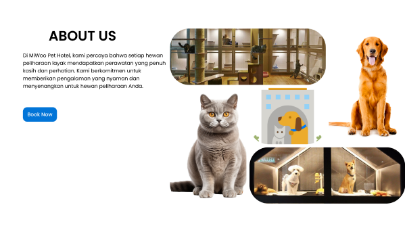 ABOUT US
Di MiWoo Pet Hotel, kami percaya bahwa setiap hewan
peliharaan layak mendapatkan perawatan yang penuh
kasih dan perhatian. Kami berkomitmen untuk
memberikan pengalaman yang nyaman dan
menyenangkan untuk hewan peliharaan Anda.
Book Now